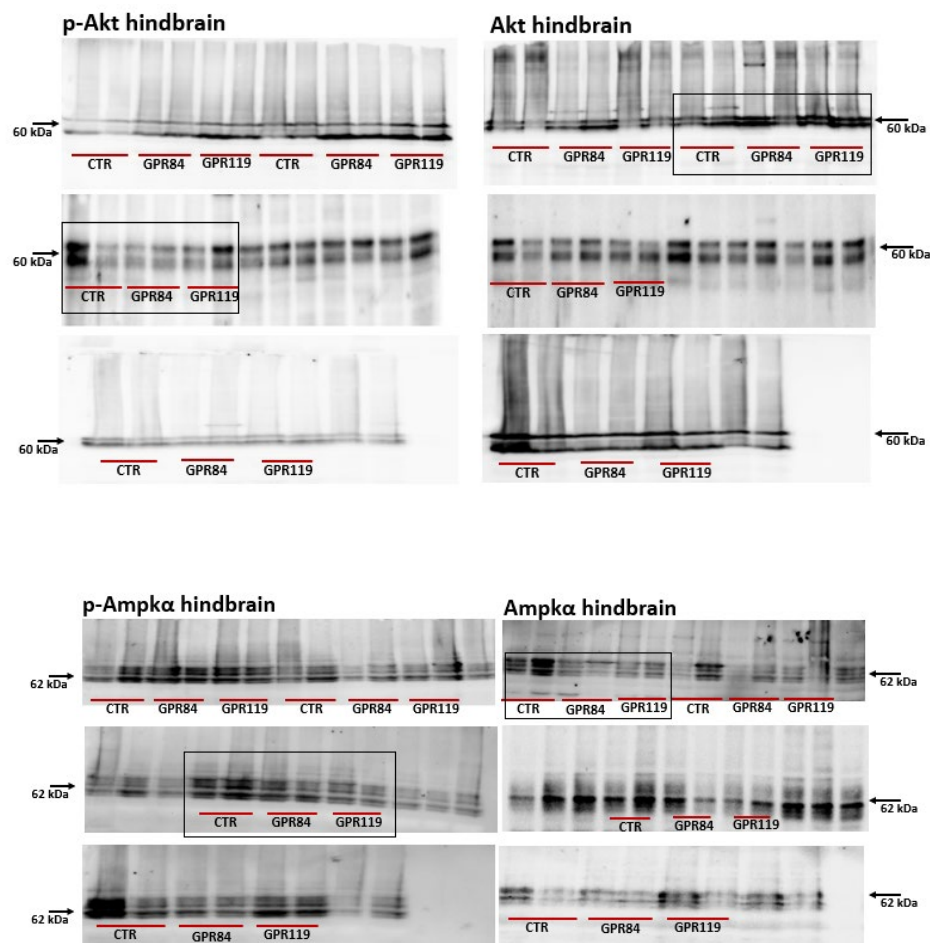 p-Akt hindbrain
Akt hindbrain
60 kDa
60 kDa
CTR GPR84 GPR119 CTR GPR84 GPR119
CTR GPR84 GPR119 CTR GPR84 GPR119
60 kDa
60 kDa
CTR GPR84 GPR119
CTR GPR84 GPR119
60 kDa
60 kDa
CTR GPR84 GPR119
CTR GPR84 GPR119
p-Ampkα hindbrain
Ampkα hindbrain
62 kDa
62 kDa
CTR GPR84 GPR119 CTR GPR84 GPR119
CTR GPR84 GPR119 CTR GPR84 GPR119
62 kDa
62 kDa
CTR GPR84 GPR119
CTR GPR84 GPR119
62 kDa
62 kDa
CTR GPR84 GPR119
CTR GPR84 GPR119